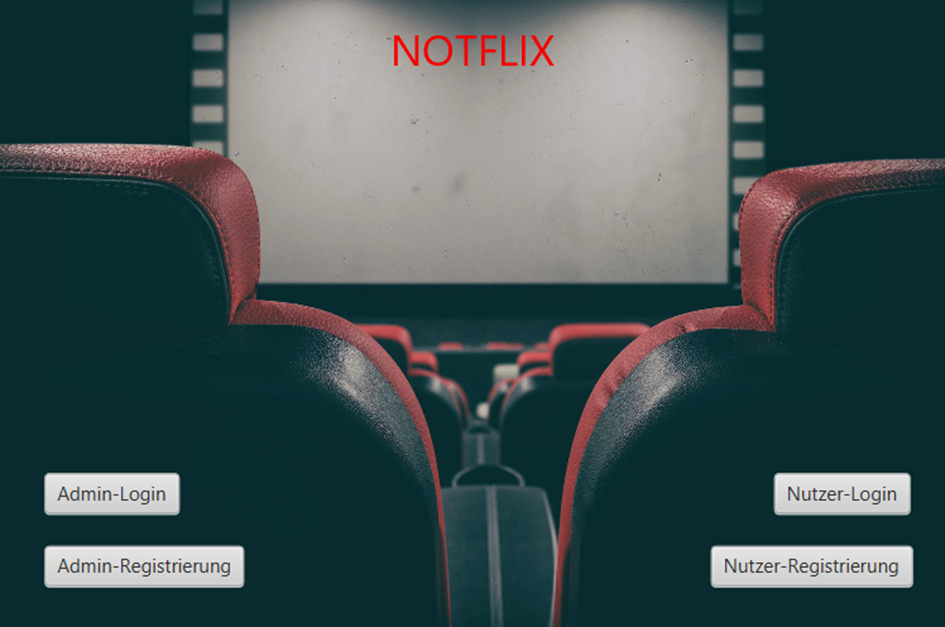 NOTFLIX
Admin-Login
Nutzer-Login
Admin-Registrierung
Nutzer-Registrierung